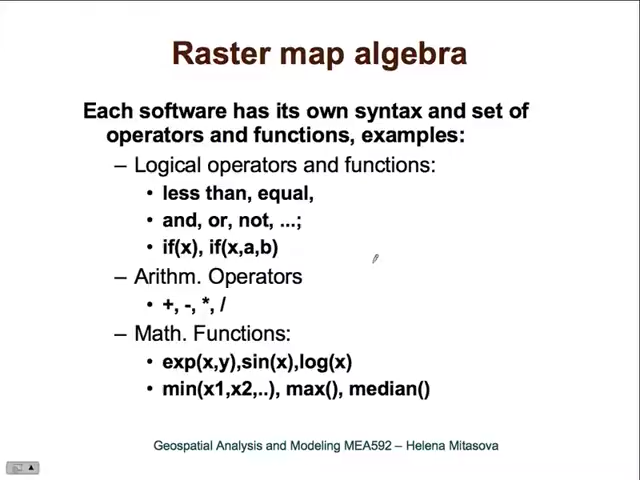 Raster map algebra
Each software has its own syntax and set of
operators and functions, examples:
– Logical operators and functions:
• less than, equal,
• and, or, not, ...;
• if(x), if(x,a,b)
– Arithm. Operators
• +, -, *, /
– Math. Functions:
• exp(x,y),sin(x),log(x)
• min(x1,x2,..), max(), median()
Geospatial Analysis and Modeling MEA592 – Helena Mitasova